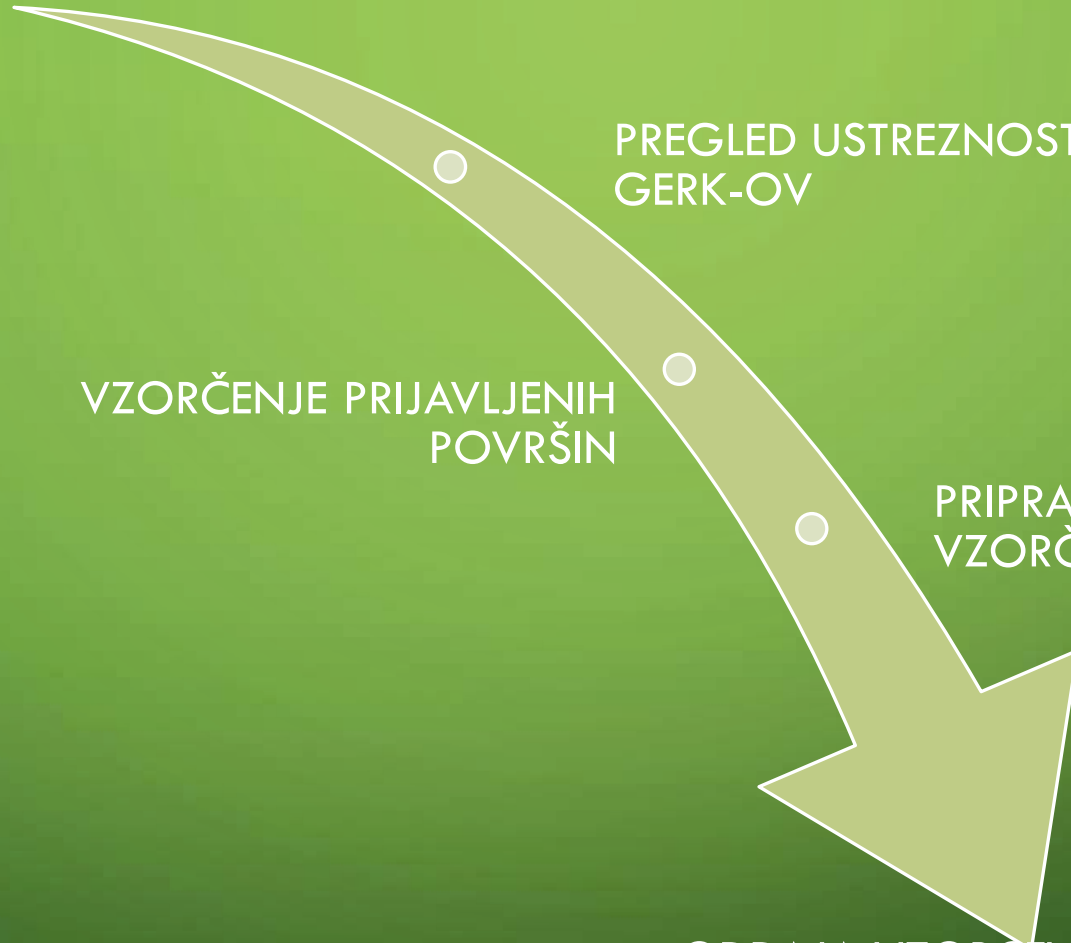 PREGLED USTREZNOST
GERK-OV
VZORČENJE PRIJAVLJENIH
POVRŠIN
PRIPRA
VZORČ